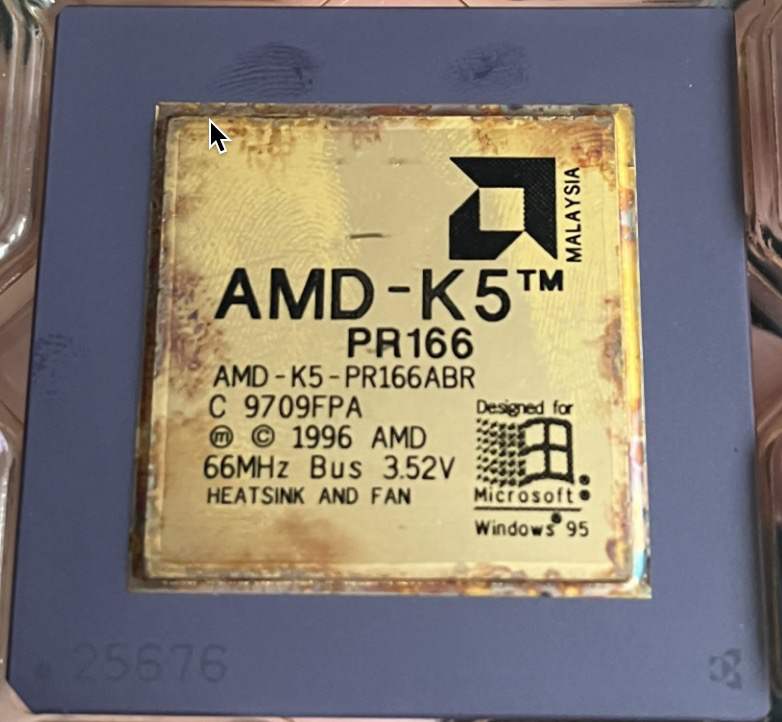 MALAYSIA
AMD-K5™
PR166
AMD-K5-PR166ABR
C 9709FPA
ⓜ © 1996 AMD
66MHz Bus 3.52V
HEATSINK AND FAN
Designed for
Microsoft®
Windows® 95
25676